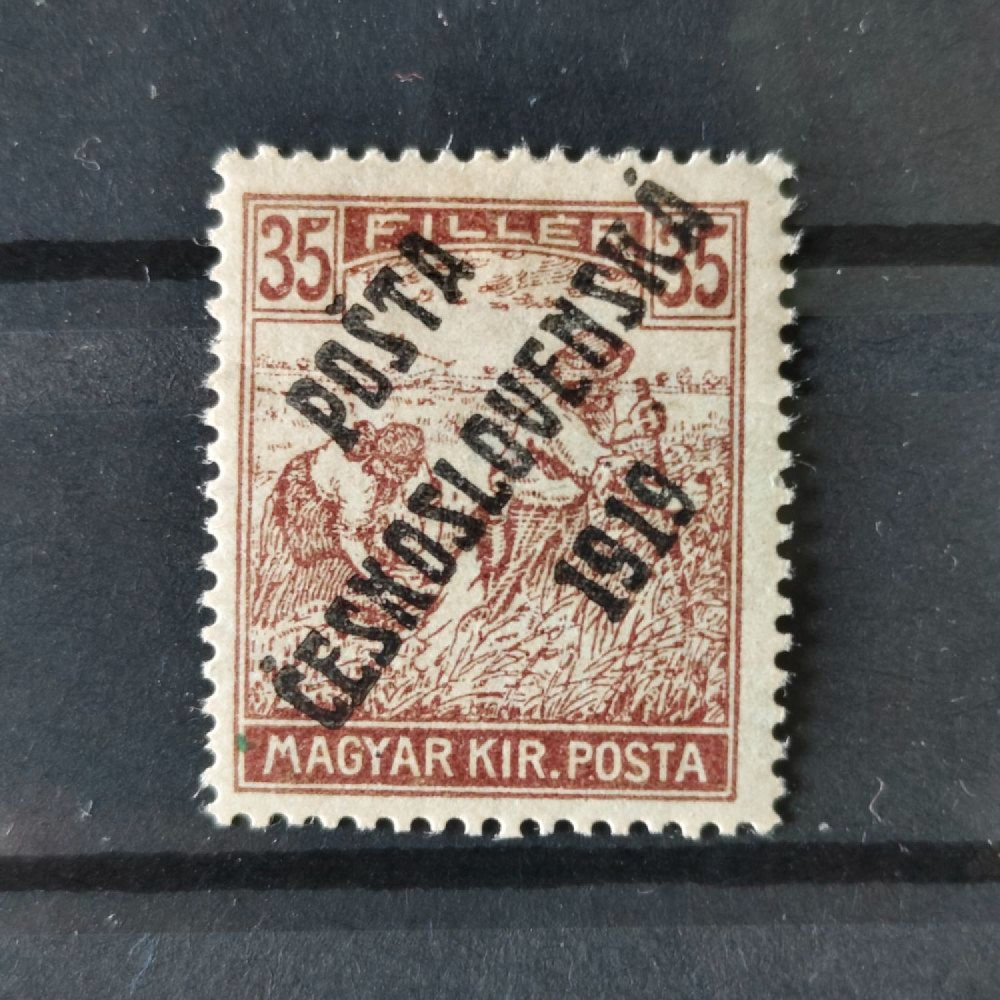 35 FILLÉR 35
POŠTA
ČESKOSLOVENSKÁ
1919
MAGYAR KIR. POSTA